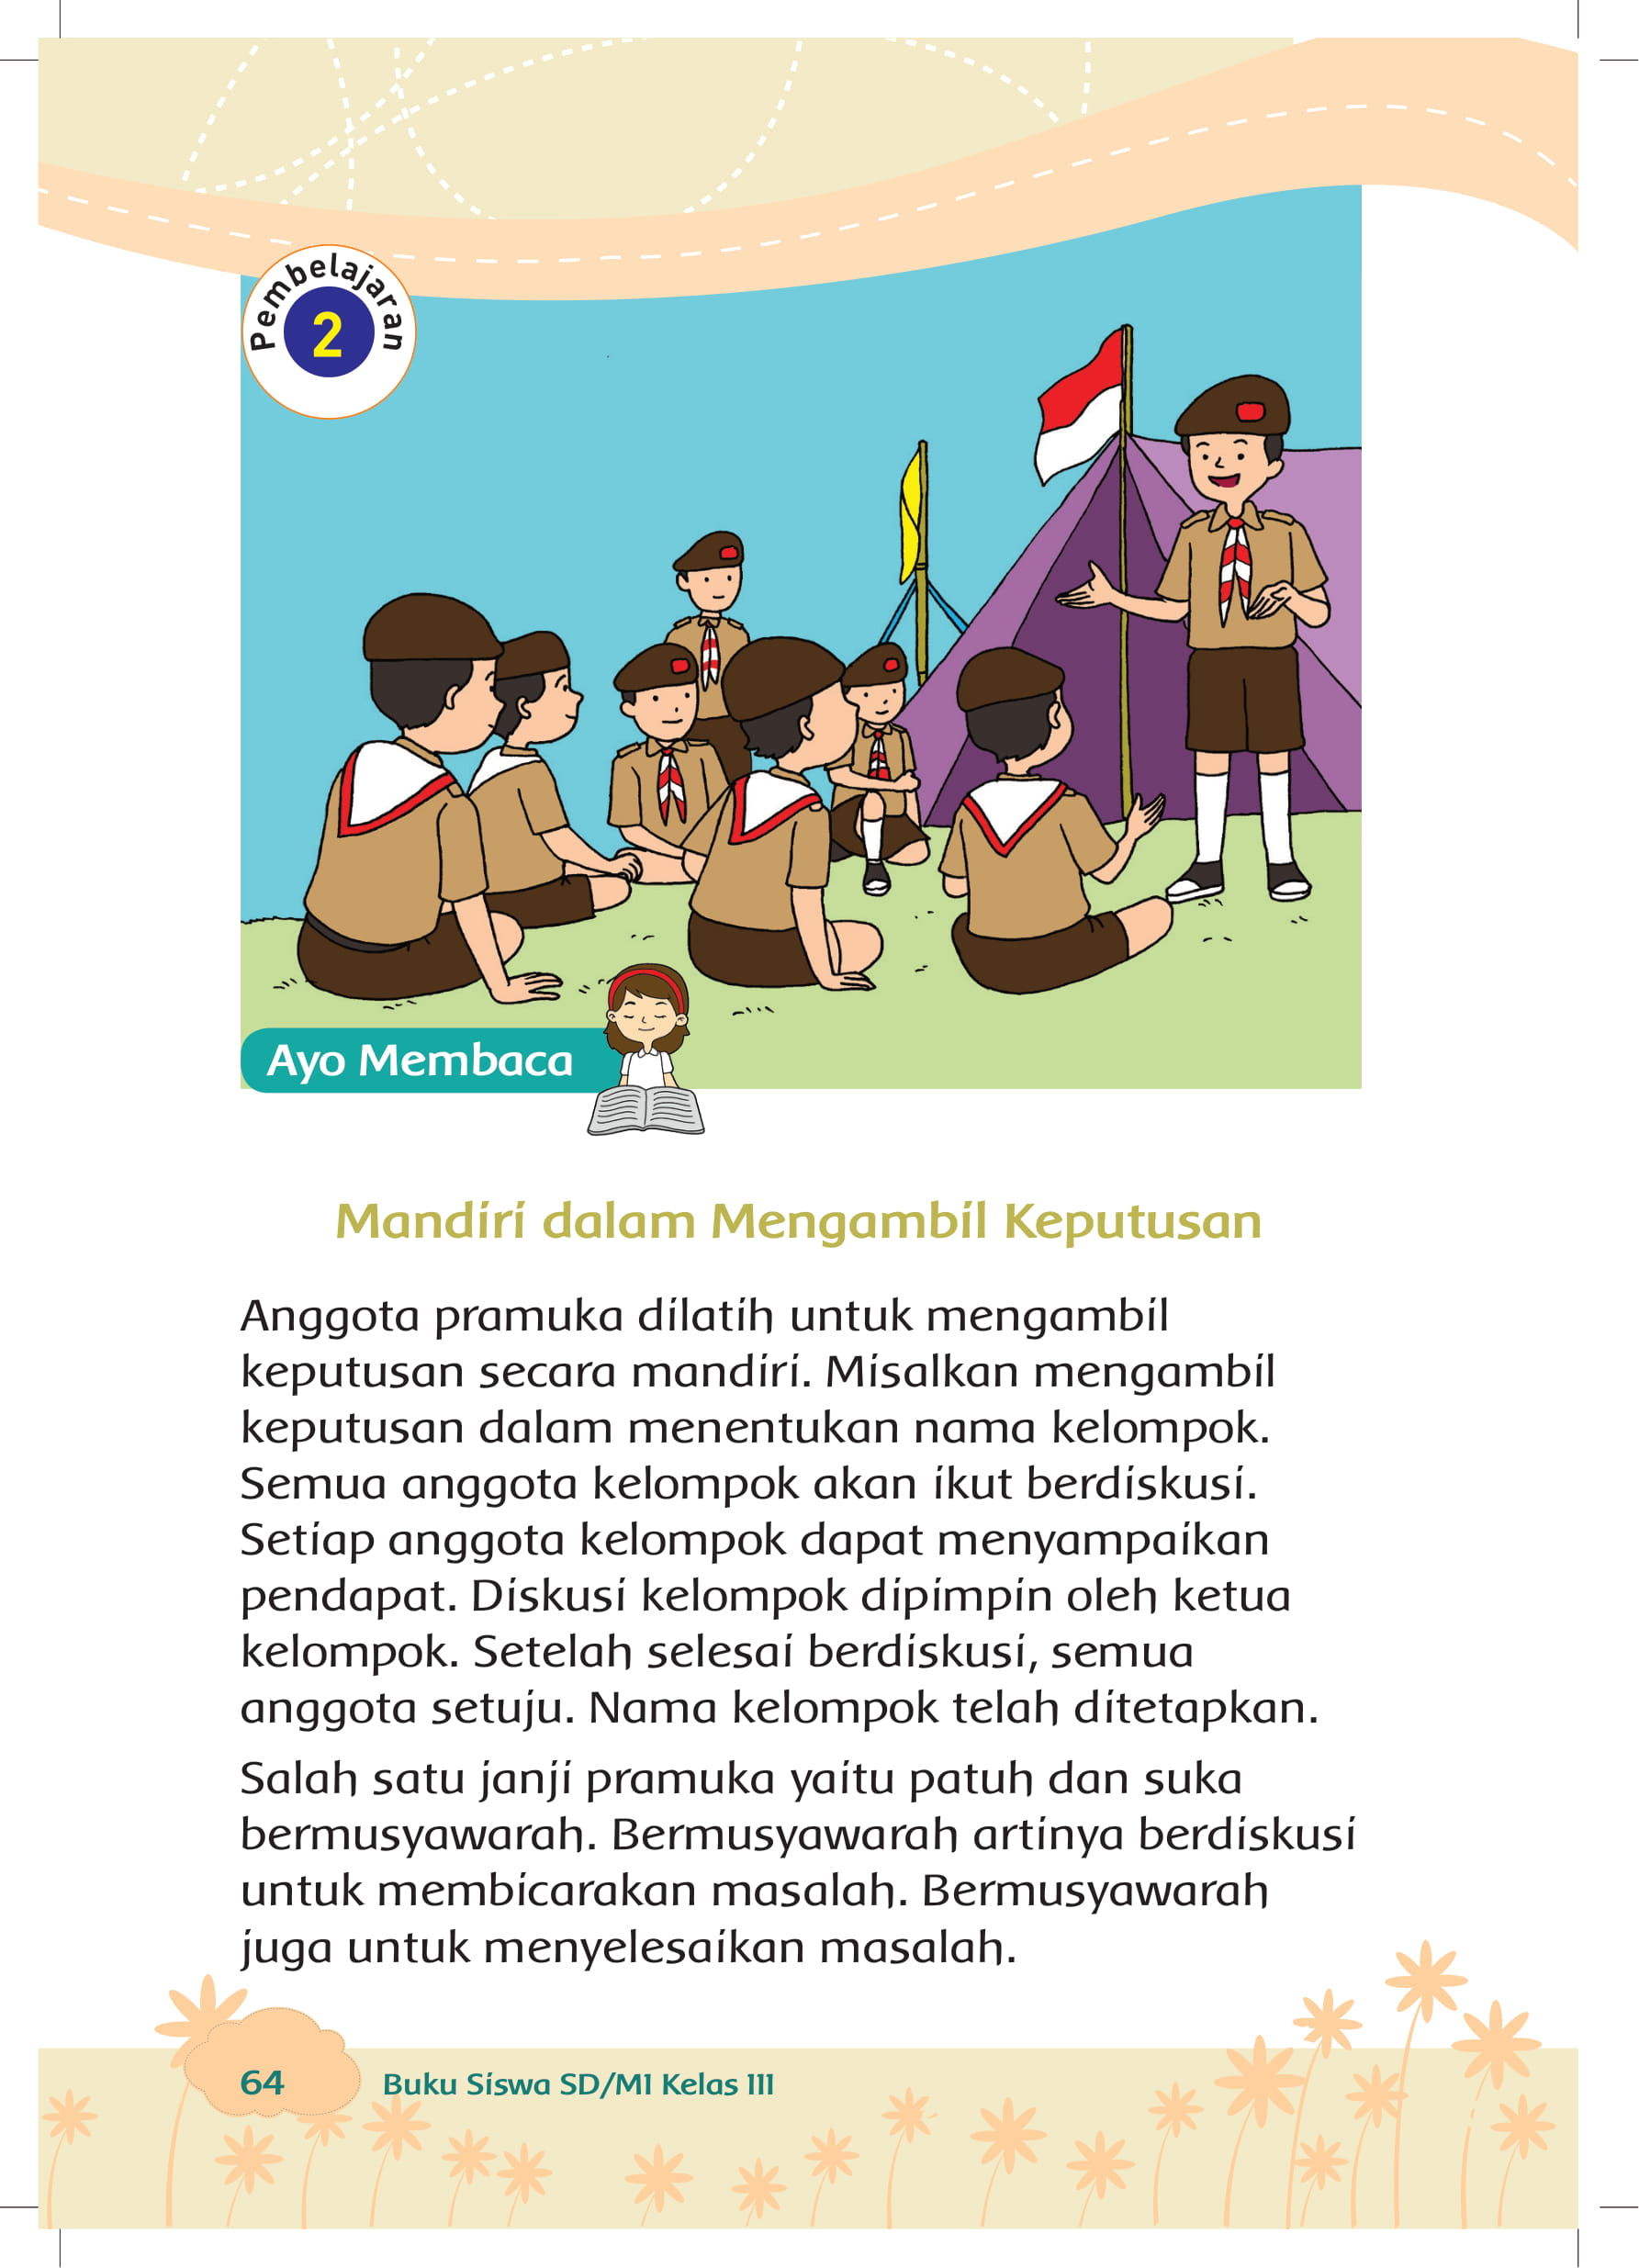 Pembelajaran
2
Ayo Membaca
Mandiri dalam Mengambil Keputusan
Anggota pramuka dilatih untuk mengambil
keputusan secara mandiri. Misalkan mengambil
keputusan dalam menentukan nama kelompok.
Semua anggota kelompok akan ikut berdiskusi.
Setiap anggota kelompok dapat menyampaikan
pendapat. Diskusi kelompok dipimpin oleh ketua
kelompok. Setelah selesai berdiskusi, semua
anggota setuju. Nama kelompok telah ditetapkan.
Salah satu janji pramuka yaitu patuh dan suka
bermusyawarah. Bermusyawarah artinya berdiskusi
untuk membicarakan masalah. Bermusyawarah
juga untuk menyelesaikan masalah.
64
Buku Siswa SD/MI Kelas III